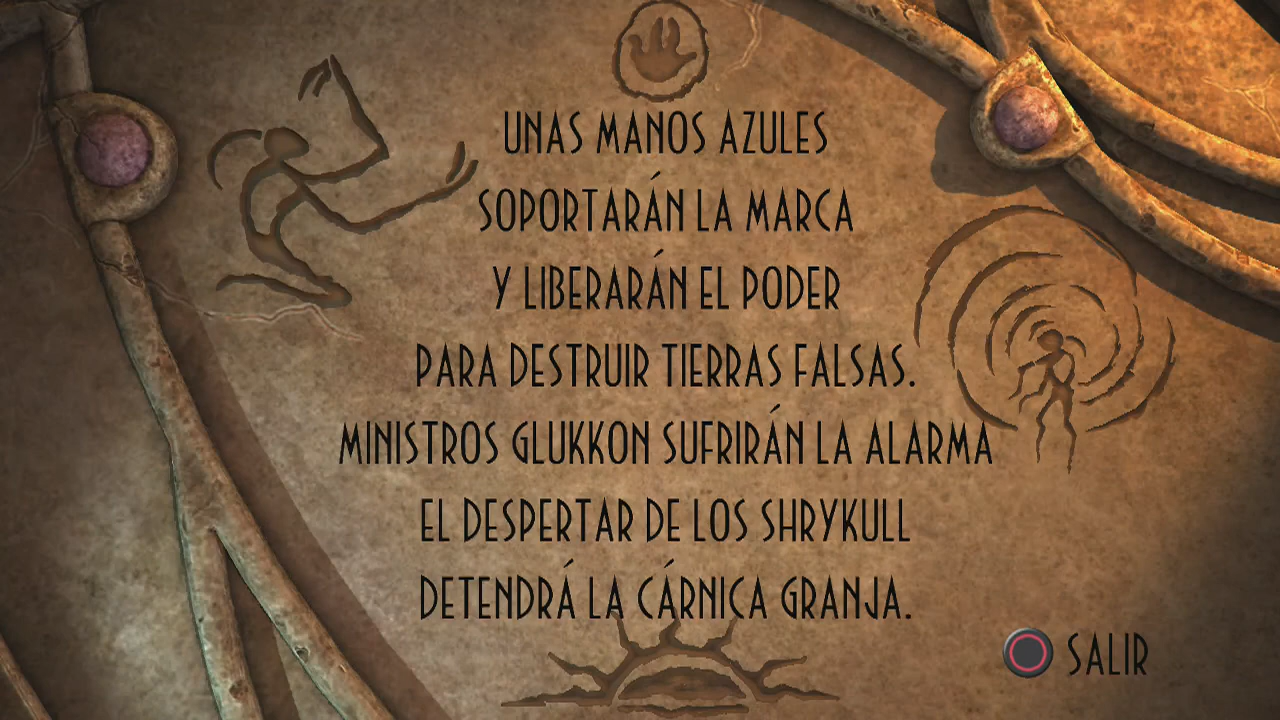 UNAS MANOS AZULES
SOPORTARÁN LA MARCA
Y LIBERARÁN EL PODER
PARA DESTRUIR TIERRAS FALSAS.
MINISTROS GLUKKON SUFRIRÁN LA ALARMA
EL DESPERTAR DE LOS SHRYKULL
DETENDRÁ LA CÁRNICA GRANJA.
SALIR